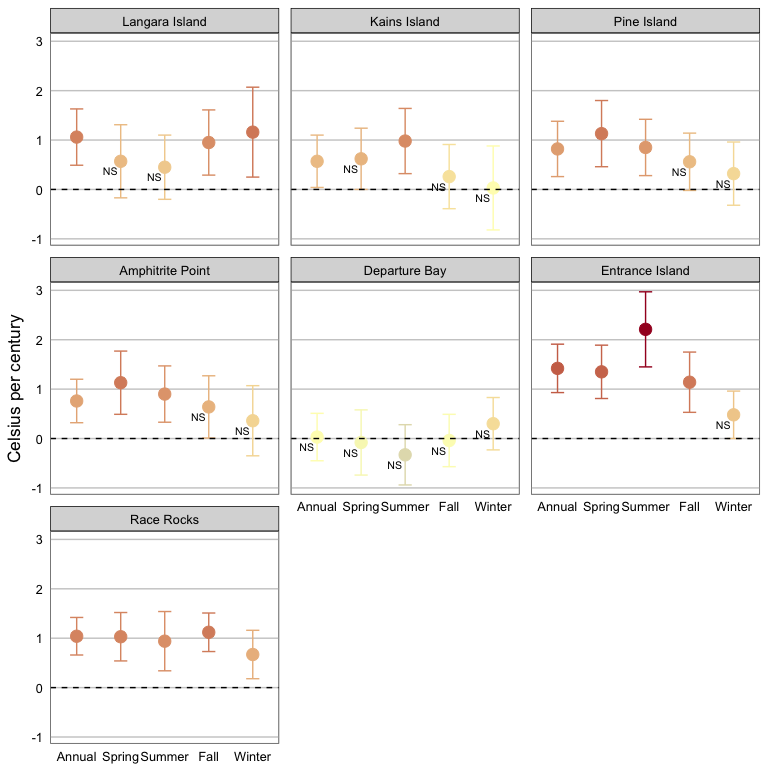 Langara Island Kains Island Pine Island
3
2
1
NS NS NS NS NS NS NS
0
-1
Amphitrite Point Departure Bay Entrance Island
Celsius per century
3
2
1
NS NS NS NS NS NS NS NS
0
-1
Annual Spring Summer Fall Winter Annual Spring Summer Fall Winter
Race Rocks
3
2
1
0
-1
Annual Spring Summer Fall Winter